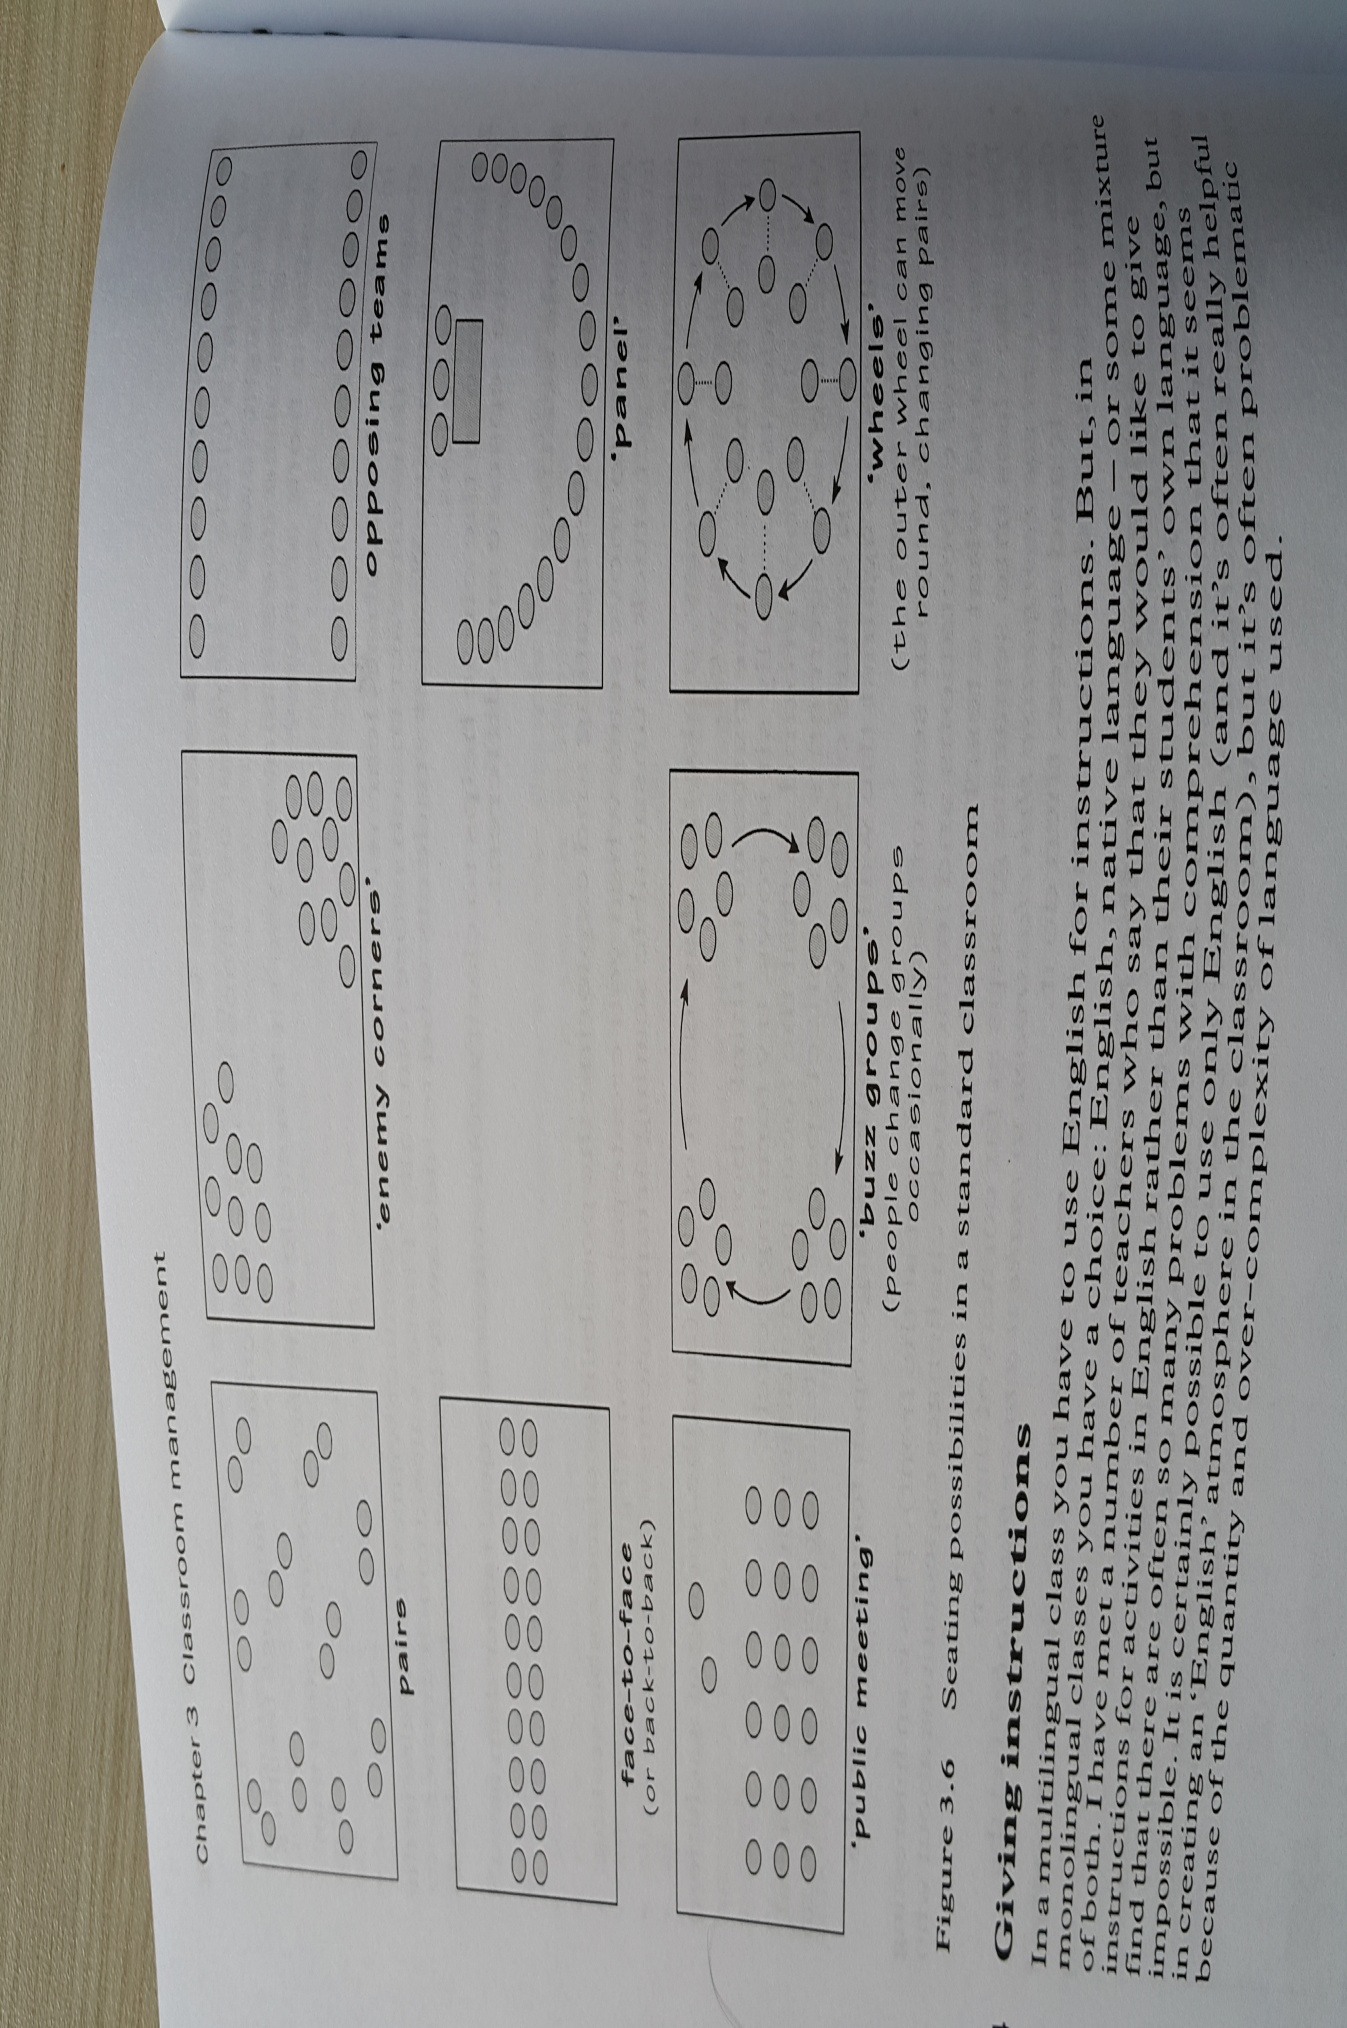 Chapter 3 Classroom management
pairs
'enemy corners'
opposing teams
face-to-face
(or back-to-back)
'panel'
'public meeting'
'buzz groups'
(people change groups
occasionally)
'wheels'
(the outer wheel can move
round, changing pairs)
Figure 3.6 Seating possibilities in a standard classroom
Giving instructions
In a multilingual class you have to use English for instructions. But, in
monolingual classes you have a choice: English, native language – or some mixture
of both. I have met a number of teachers who say that they would like to give
instructions for activities in English rather than their students' own language, but
find that there are often so many problems with comprehension that it seems
impossible. It is certainly possible to use only English (and it's often really helpful
in creating an 'English' atmosphere in the classroom), but it's often problematic
because of the quantity and over-complexity of language used.